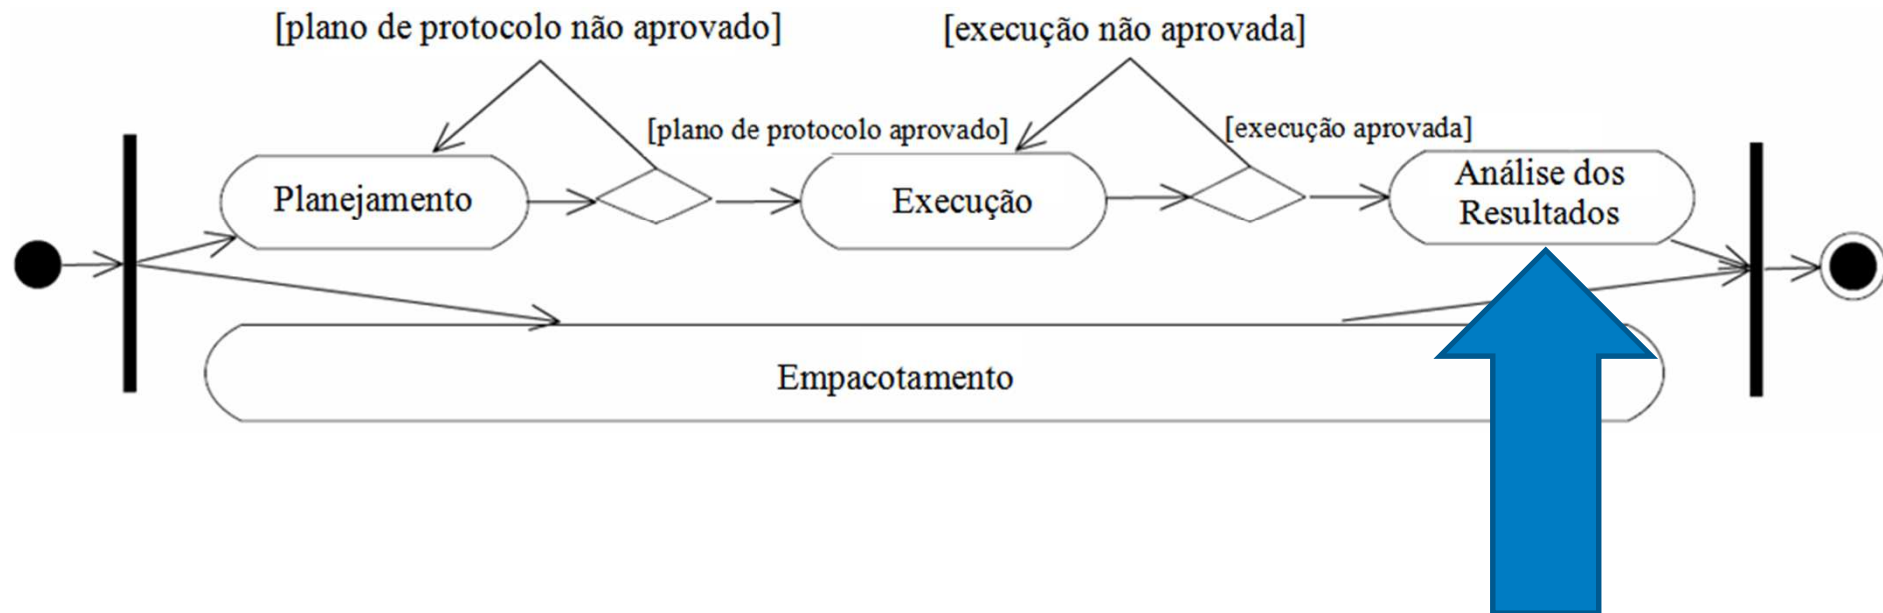 [plano de protocolo não aprovado]
[execução não aprovada]
[plano de protocolo aprovado]
[execução aprovada]
Planejamento
Execução
Análise dos
Resultados
Empacotamento